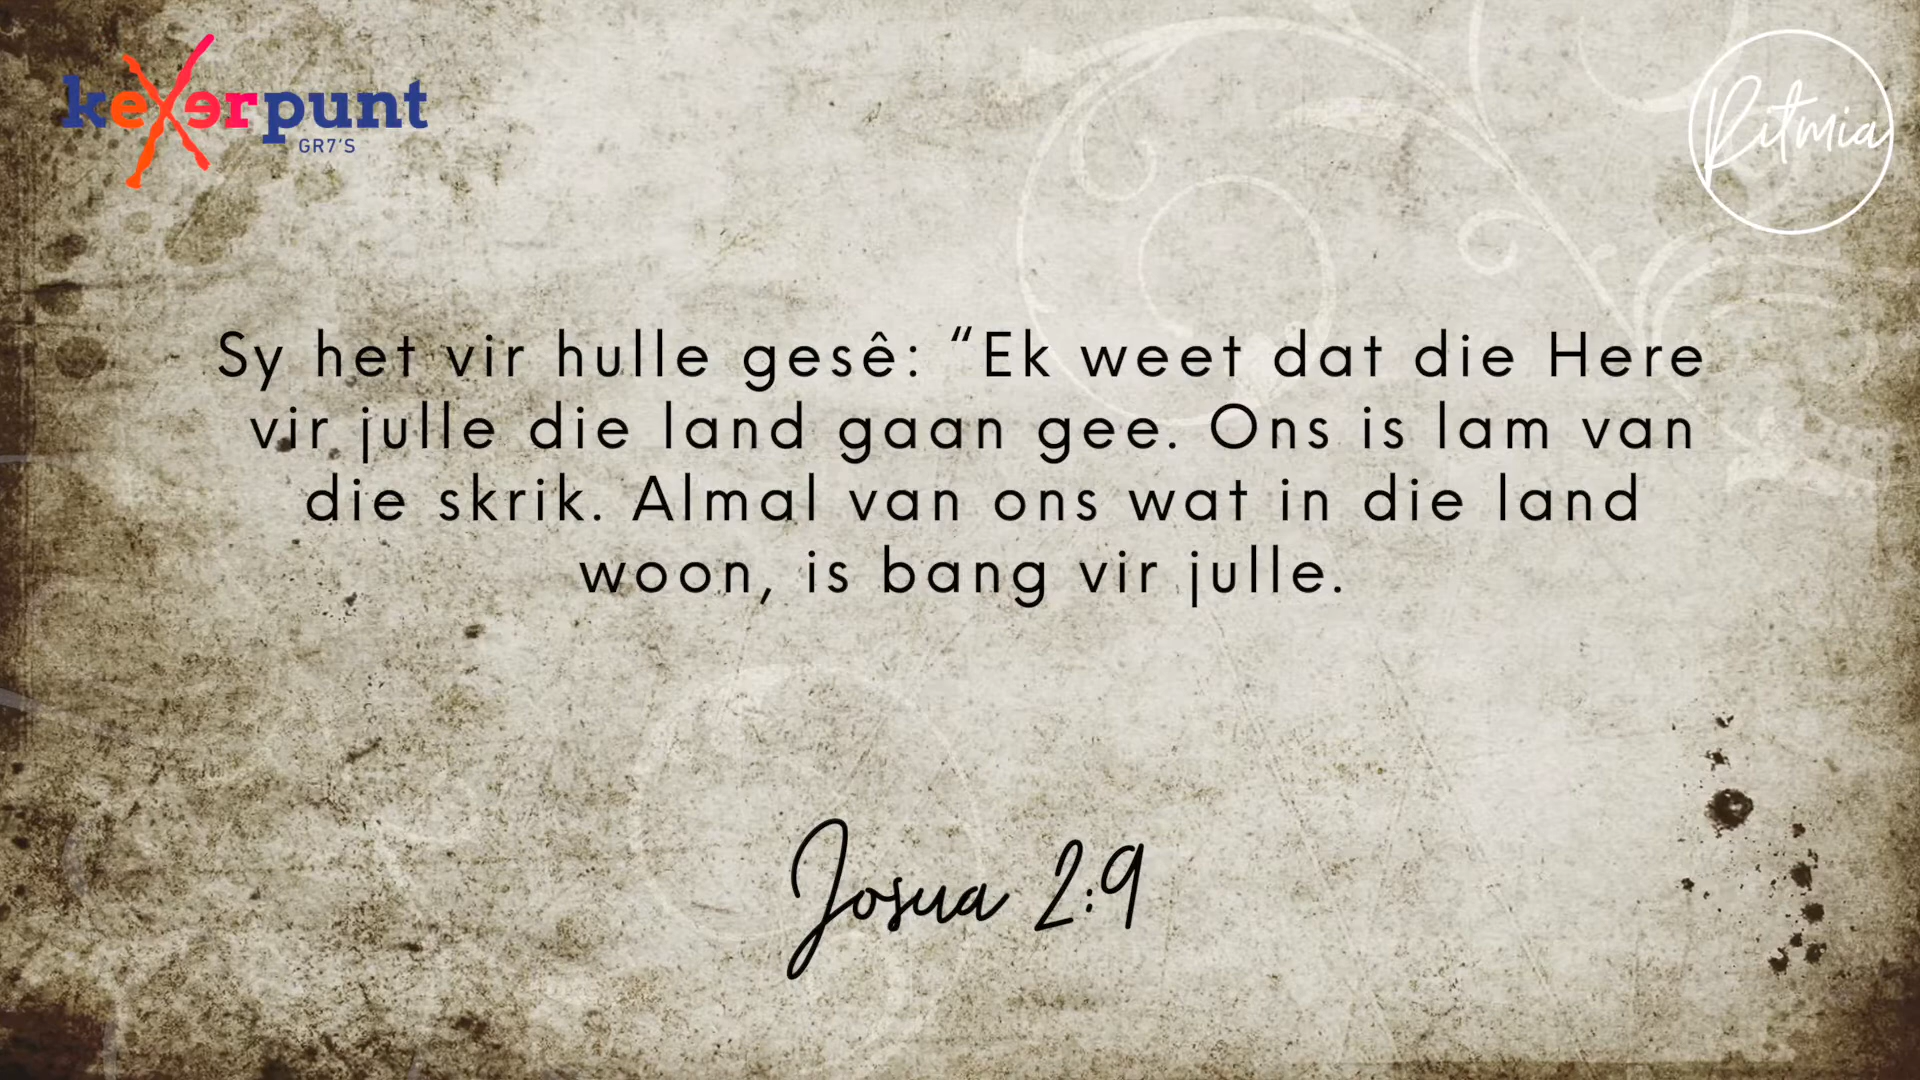 keXerpunt
GR7'S
Ritmia
Sy het vir hulle gesê: “Ek weet dat die Here
vir julle die land gaan gee. Ons is lam van
die skrik. Almal van ons wat in die land
woon, is bang vir julle.
Josua 2:9